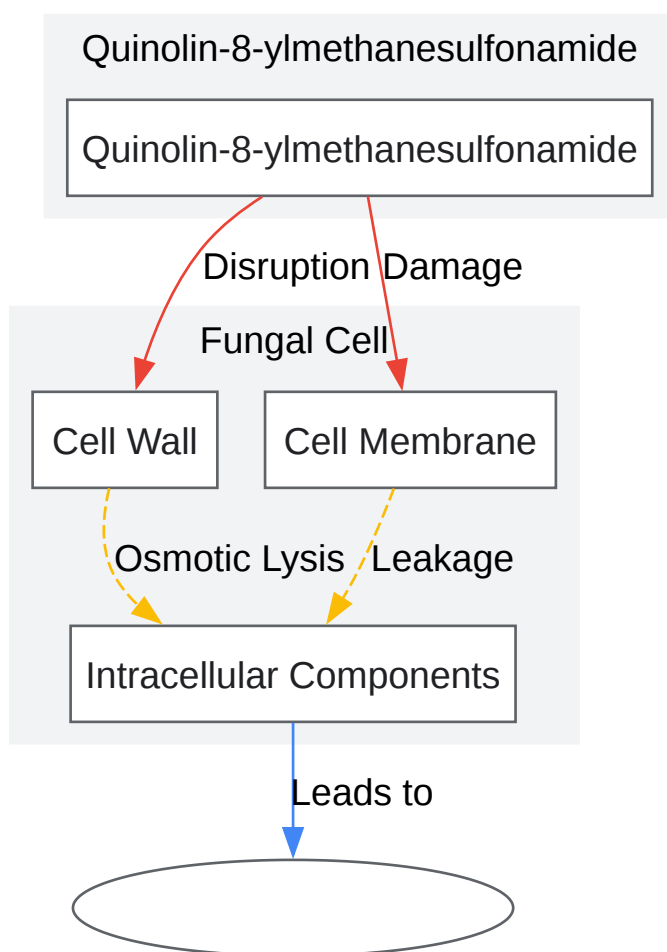 Quinolin-8-ylmethanesulfonamide
Quinolin-8-ylmethanesulfonamide
Disruption
Damage
Fungal Cell
Cell Wall
Cell Membrane
Osmotic Lysis
Leakage
Intracellular Components
Leads to